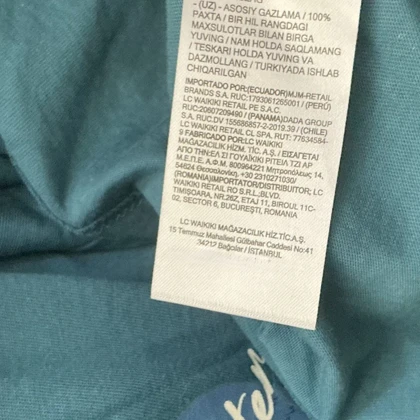 - (UZ) - ASOSIY GAZLAMA / 100%
PAXTA / BIR HIL RANGDAGI
MAXSULOTLAR BILAN BIRGA
YUVING / NAM HOLDA SAQLAMANG
/ TESKARI HOLDA YUVING VA
DAZMOLLANG / TURKIYADA ISHLAB
CHIQARILGAN
IMPORTADO POR:(ECUADOR)MJM-RETAIL
BRANDS S.A. RUC:1793061265001 / (PERÚ)
LC WAIKIKI RETAIL PE S.A.C.
RUC:20607209490 / (PANAMA)DADA GROUP
S.A. RUC.DV 155686857-2-2019.39 / (CHILE)
LC WAIKIKI RETAIL CL SPA. RUT: 77634584-
9 FABRICADO POR:LC WAIKIKI
MAĞAZACILIK HİZM. TİC. A.Ş. / ΕΙΣΑΓΕΤΑΙ
ΑΠΟ ΤΗΝ:ΕΛ ΣΙ ΓΟΥΑΪΚΙΚΙ ΡΙΤΕΙΛ ΤΖΙ ΑΡ
Μ.Ε.Π.Ε. Α.Φ.Μ. 800964221 ΠΟΛΥΤΕΧΝΕΙΟΥ 14,
54624 Θεσσαλονίκη, +30 2310271030/
(ROMANIA)IMPORTATOR/DISTRIBUITOR: LC
WAIKIKI RETAIL RO S.R.L.;BLVD.
TIMIȘOARA, NR.26Z, ETAJ 11, BIROUL 11C-
02, SECTOR 6, BUCUREȘTI, ROMANIA
LC WAIKIKI MAĞAZACILIK HİZ.TİC.A.Ş.
15 Temmuz Mahallesi Gülbahar Caddesi No:41
34212 Bağcılar / İSTANBUL